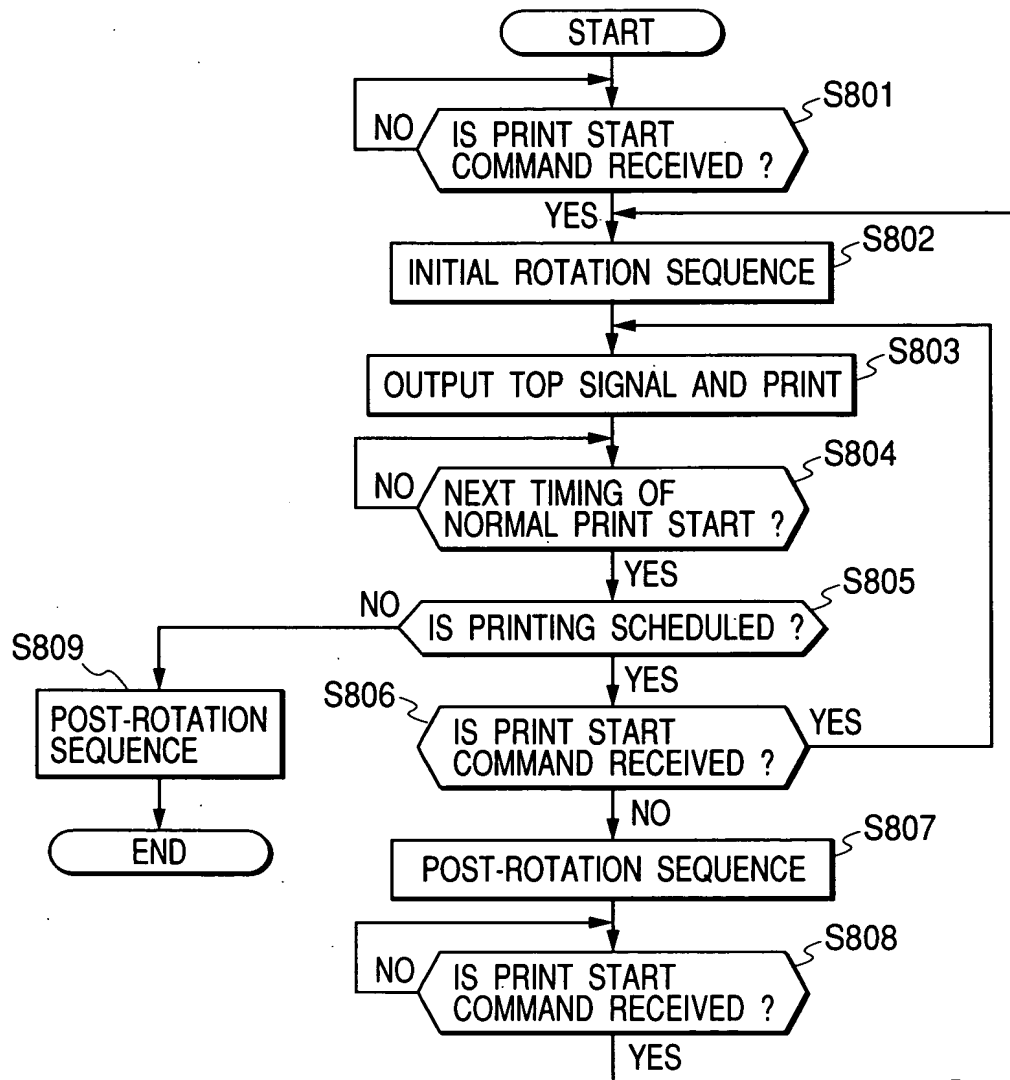 START
S801
NO
IS PRINT START
COMMAND RECEIVED ?
YES
S802
INITIAL ROTATION SEQUENCE
S803
OUTPUT TOP SIGNAL AND PRINT
S804
NO
NEXT TIMING OF
NORMAL PRINT START ?
YES
S805
NO
IS PRINTING SCHEDULED ?
S809
YES
S806
POST-ROTATION
SEQUENCE
IS PRINT START
COMMAND RECEIVED ?
YES
NO
END
S807
POST-ROTATION SEQUENCE
S808
NO
IS PRINT START
COMMAND RECEIVED ?
YES